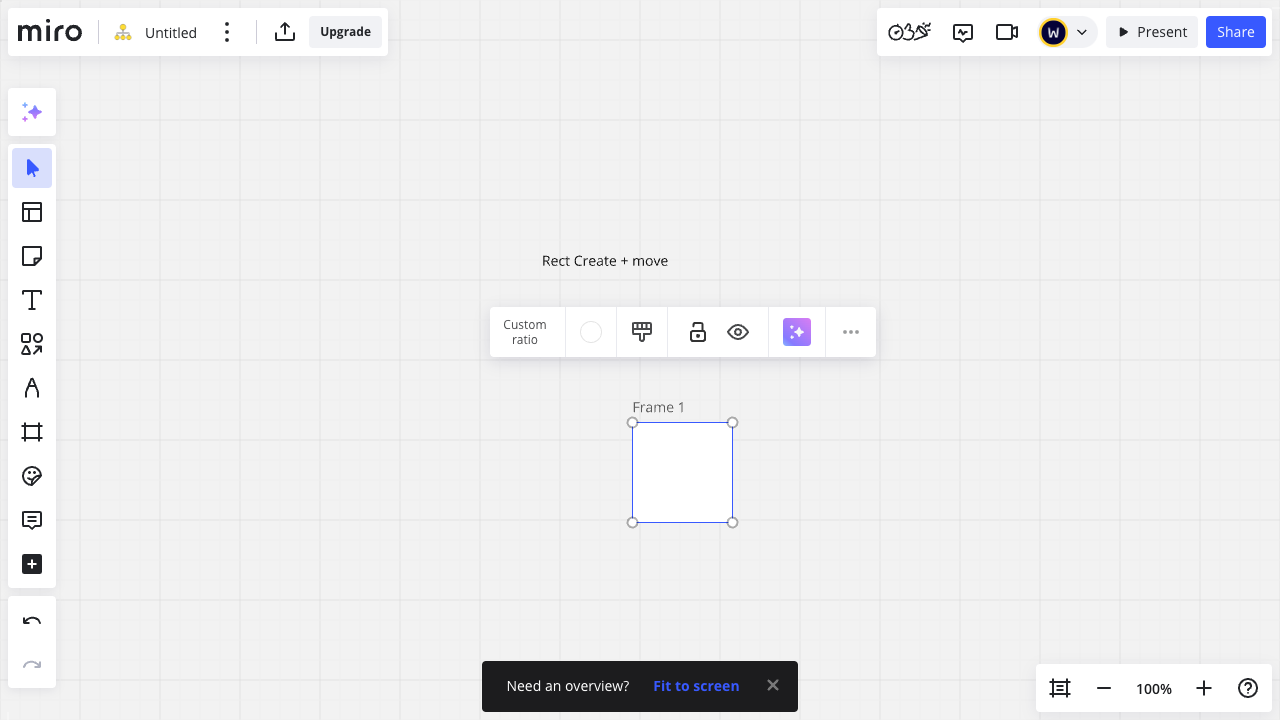 miro
Untitled
Upgrade
W
Present
Share
Rect Create + move
Custom
ratio
Frame 1
Need an overview?
Fit to screen
100%